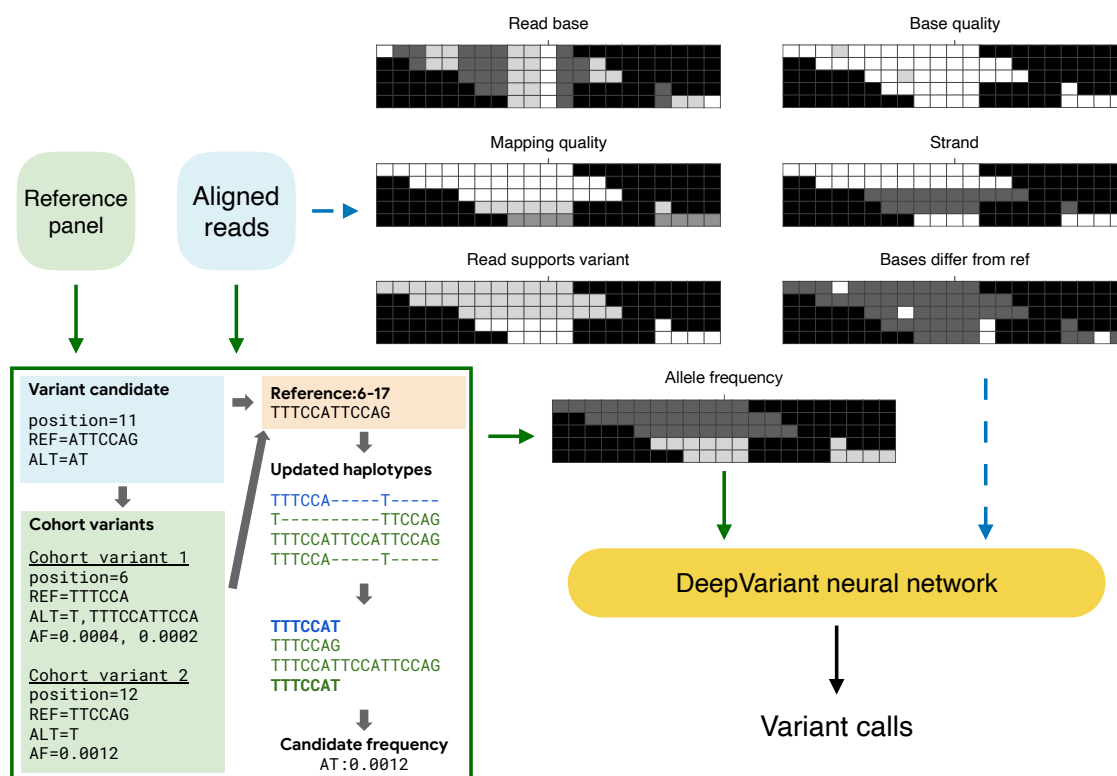 Read base
Base quality
Mapping quality
Strand
Reference
panel
Aligned
reads
Read supports variant
Bases differ from ref
Allele frequency
Variant candidate
position=11
REF=ATTCCAG
ALT=AT
Cohort variants
Cohort variant 1
position=6
REF=TTTCCA
ALT=T,TTTCCATTCCA
AF=0.0004, 0.0002
Cohort variant 2
position=12
REF=TTCCAG
ALT=T
AF=0.0012
Reference:6-17
TTTCCATTCCAG
Updated haplotypes
TTTCCA-----T-----
T----------TTCCAG
TTTCCATTCCATTCCAG
TTTCCA-----T-----
TTTCCAT
TTTCCAG
TTTCCATTCCATTCCAG
TTTCCAT
Candidate frequency
AT:0.0012
DeepVariant neural network
Variant calls